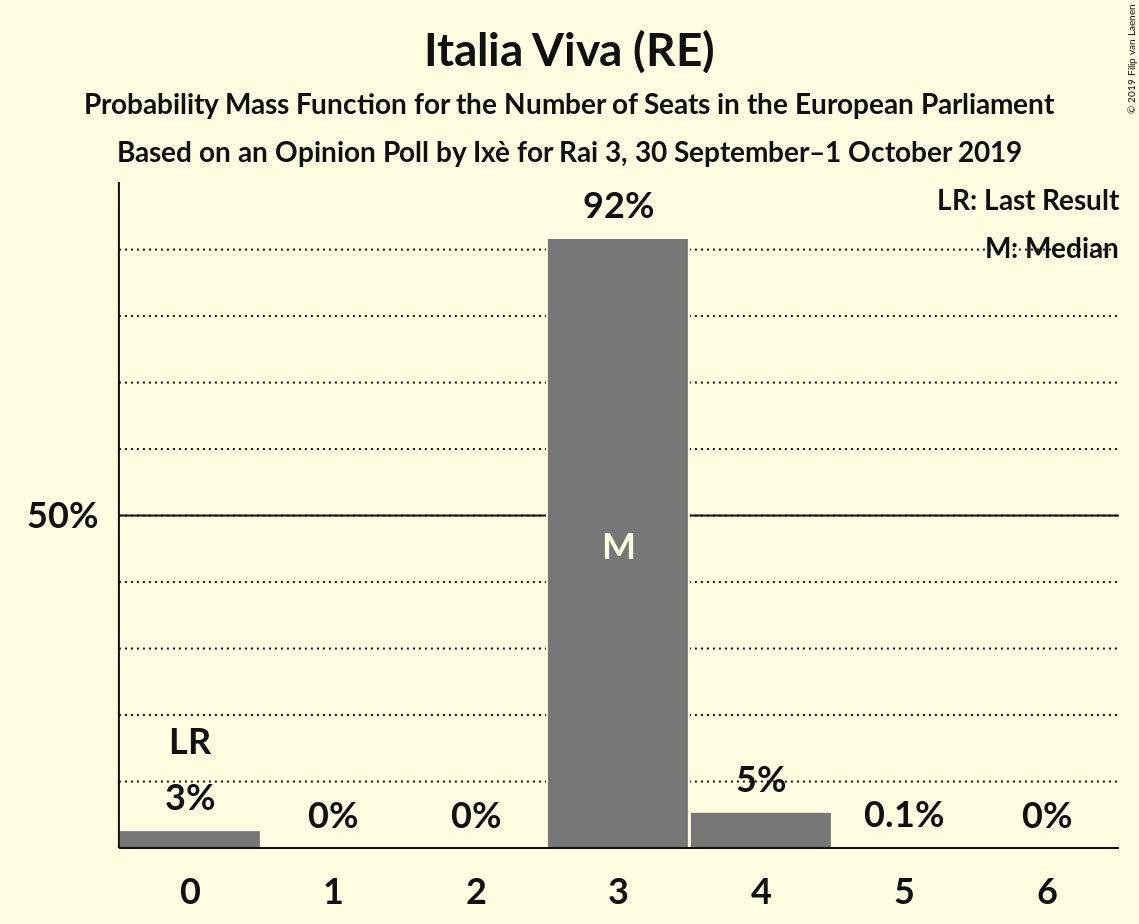 Italia Viva (RE)
Probability Mass Function for the Number of Seats in the European Parliament
Based on an Opinion Poll by Ixè for Rai 3, 30 September–1 October 2019
© 2019 Filip van Laenen
LR: Last Result
M: Median
92%
50%
M
LR
3%
0%
0%
5%
0.1%
0%
0
1
2
3
4
5
6